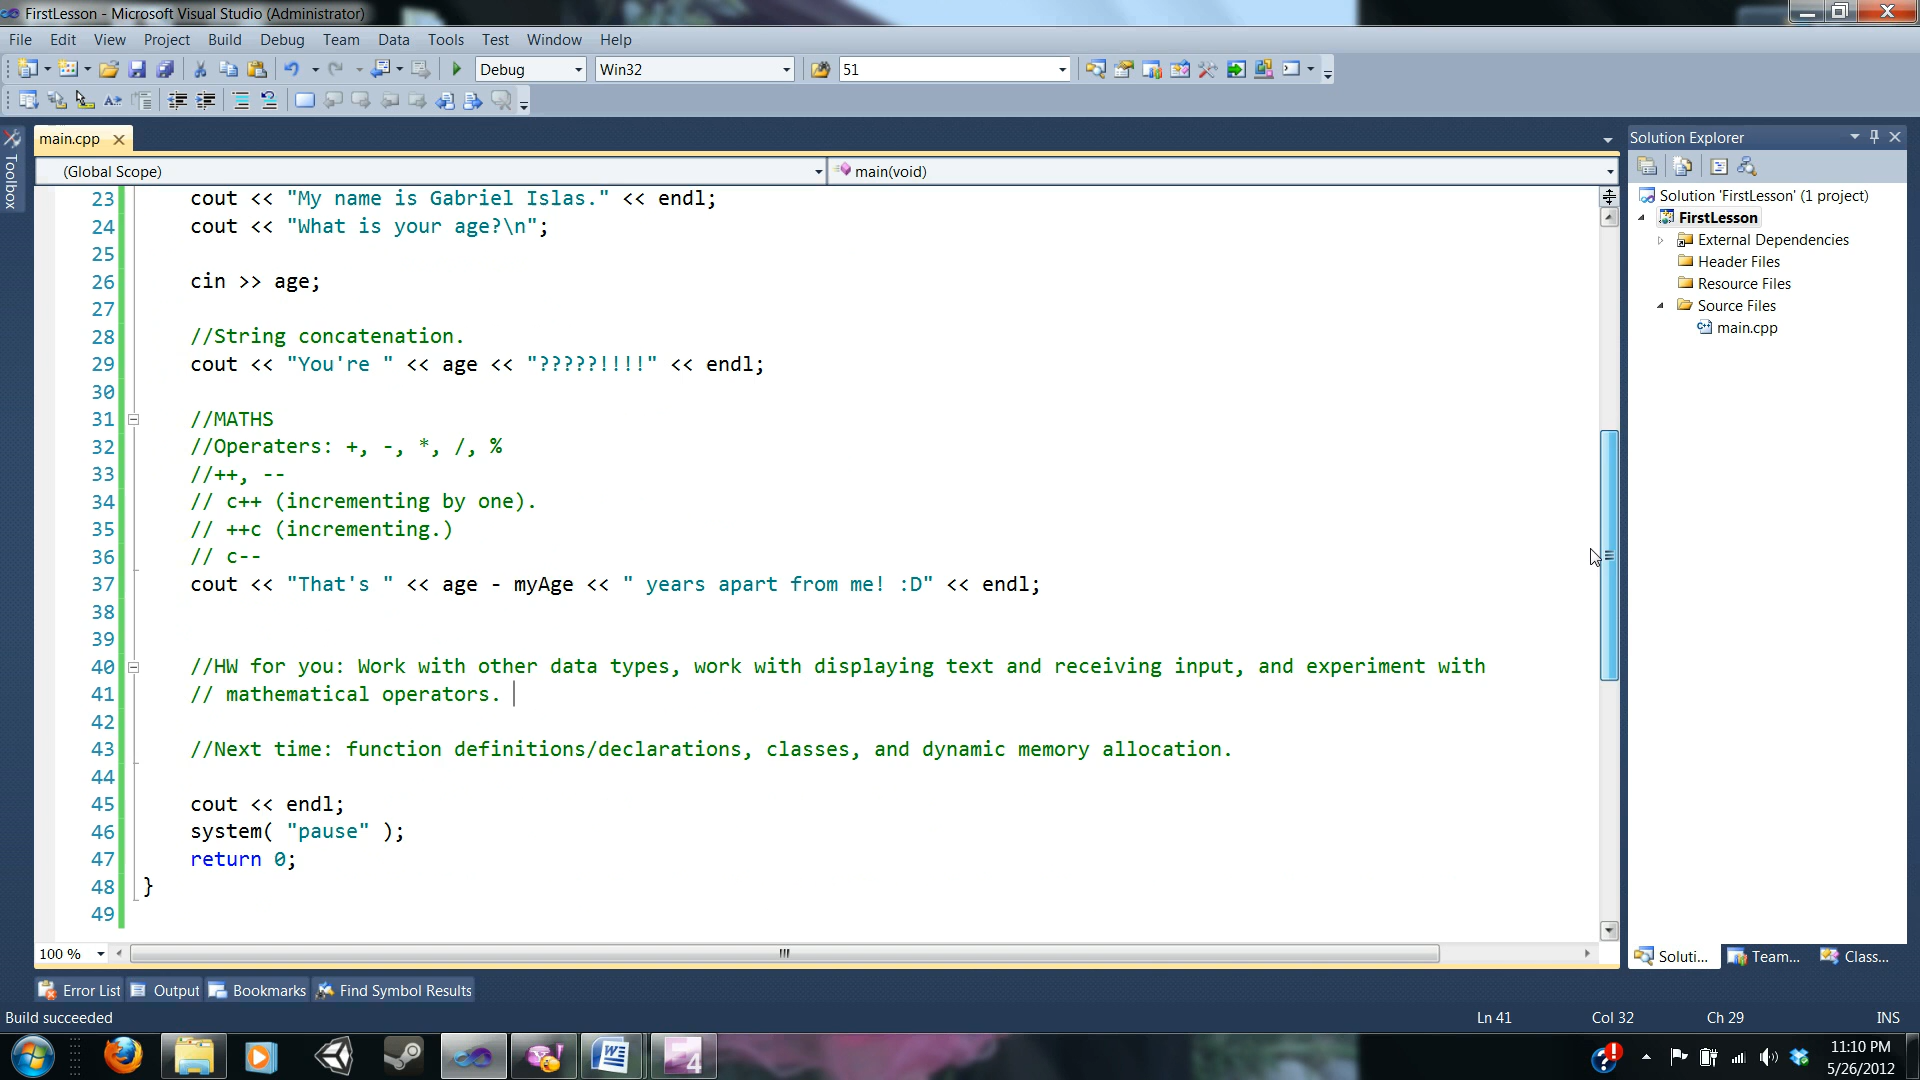 FirstLesson - Microsoft Visual Studio (Administrator)
File Edit View Project Build Debug Team Data Tools Test Window Help
Debug Win32 51
main.cpp
Solution Explorer
Toolbox
(Global Scope) main(void)
Solution 'FirstLesson' (1 project)
FirstLesson
External Dependencies
Header Files
Resource Files
Source Files
main.cpp
23 cout << "My name is Gabriel Islas." << endl;
24 cout << "What is your age?\n";
25
26 cin >> age;
27
28 //String concatenation.
29 cout << "You're " << age << "?????!!!!" << endl;
30
31 //MATHS
32 //Operaters: +, -, *, /, %
33 //++, --
34 // c++ (incrementing by one).
35 // ++c (incrementing.)
36 // c--
37 cout << "That's " << age - myAge << " years apart from me! :D" << endl;
38
39
40 //HW for you: Work with other data types, work with displaying text and receiving input, and experiment with
41 // mathematical operators.
42
43 //Next time: function definitions/declarations, classes, and dynamic memory allocation.
44
45 cout << endl;
46 system( "pause" );
47 return 0;
48 }
49
100 %
Soluti... Team... Class...
Error List Output Bookmarks Find Symbol Results
Build succeeded Ln 41 Col 32 Ch 29 INS
11:10 PM
5/26/2012